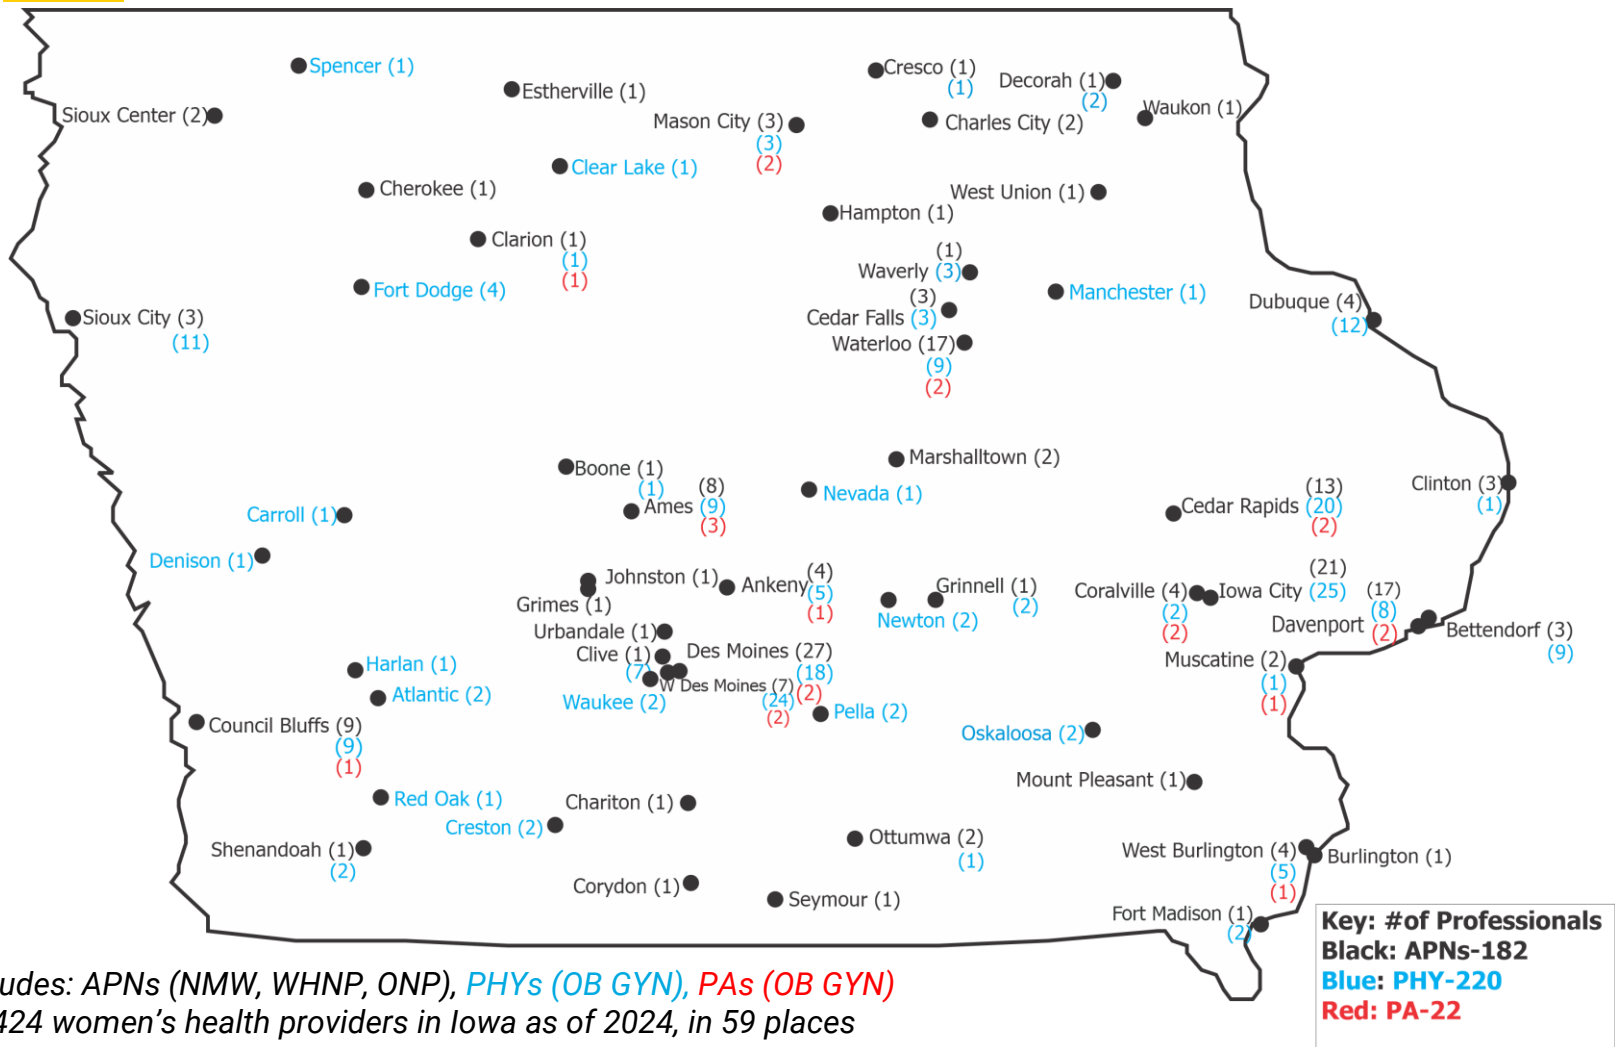 Spencer (1)
Cresco (1)
(1)
Decorah (1)
(2)
Estherville (1)
Sioux Center (2)
Waukon (1)
Mason City (3)
(3)
(2)
Charles City (2)
Clear Lake (1)
Cherokee (1)
West Union (1)
Hampton (1)
Clarion (1)
(1)
(1)
(1)
Waverly (3)
Fort Dodge (4)
Manchester (1)
Dubuque (4)
(12)
(3)
Cedar Falls (3)
Sioux City (3)
(11)
Waterloo (17)
(9)
(2)
Marshalltown (2)
Boone (1)
(1)
(8)
Ames (9)
(3)
Nevada (1)
Clinton (3)
(1)
(13)
Cedar Rapids (20)
(2)
Carroll (1)
Denison (1)
Johnston (1)
Grimes (1)
(4)
Ankeny (5)
(1)
Newton (2)
Grinnell (1)
(2)
Coralville (4)
(2)
(2)
(21)
Iowa City (25)
(17)
(8)
Davenport (2)
Bettendorf (3)
(9)
Urbandale (1)
Clive (1)
(7)
Des Moines (27)
(18)
(2)
W Des Moines (7)
(24)
(2)
Waukee (2)
Muscatine (2)
(1)
(1)
Harlan (1)
Atlantic (2)
Pella (2)
Council Bluffs (9)
(9)
(1)
Oskaloosa (2)
Mount Pleasant (1)
Red Oak (1)
Chariton (1)
Creston (2)
Ottumwa (2)
(1)
Shenandoah (1)
(2)
West Burlington (4)
(5)
(1)
Burlington (1)
Corydon (1)
Seymour (1)
Fort Madison (1)
(2)
Key: #of Professionals
Black: APNs-182
Blue: PHY-220
Red: PA-22
udes: APNs (NMW, WHNP, ONP), PHYs (OB GYN), PAs (OB GYN)
424 women's health providers in Iowa as of 2024, in 59 places